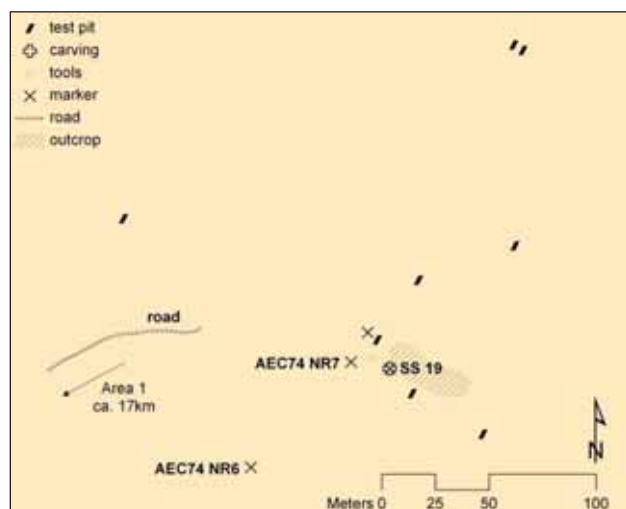 test pit
carving
tools
marker
road
outcrop
road
AEC74 NR7
SS 19
Area 1
ca. 17km
AEC74 NR6
N
Meters 0 25 50 100